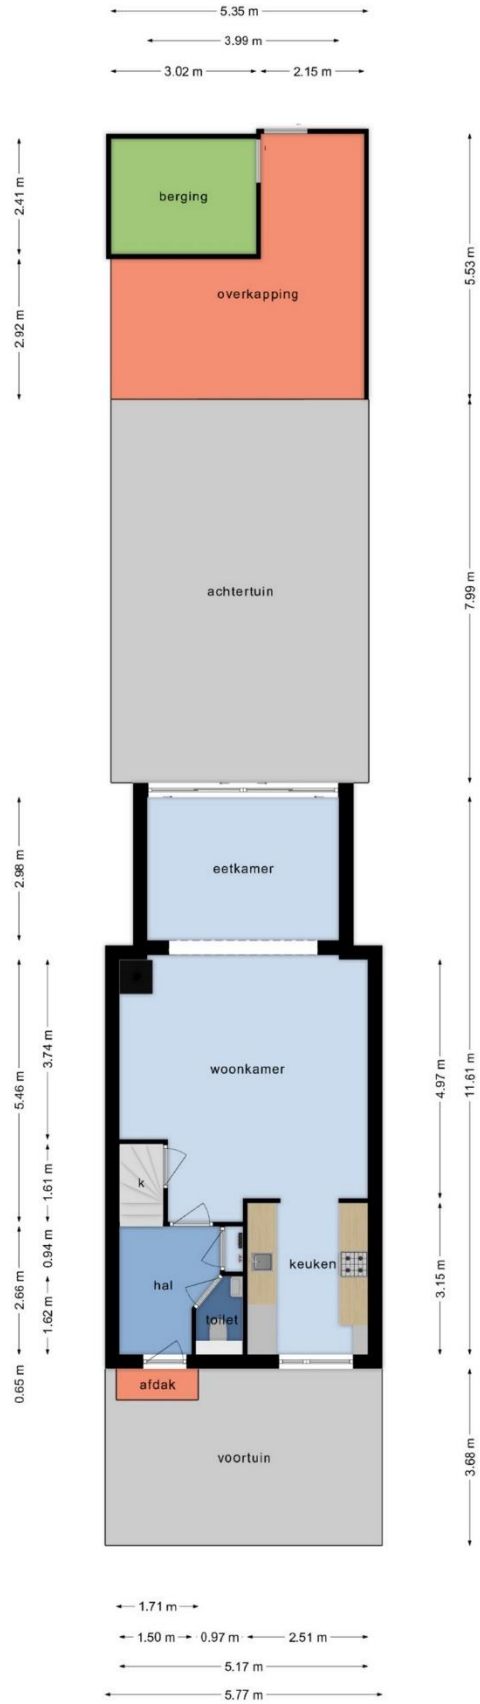 5.35 m
3.99 m
3.02 m 2.15 m
2.41 m
berging
5.53 m
overkapping
2.92 m
achtertuin
7.99 m
eetkamer
2.98 m
woonkamer
3.74 m
5.46 m
4.97 m
11.61 m
k
1.61 m
0.94 m
keuken
hal
2.66 m
1.62 m
toilet
3.15 m
afdak
0.65 m
voortuin
3.68 m
1.71 m
1.50 m 0.97 m 2.51 m
5.17 m
5.77 m